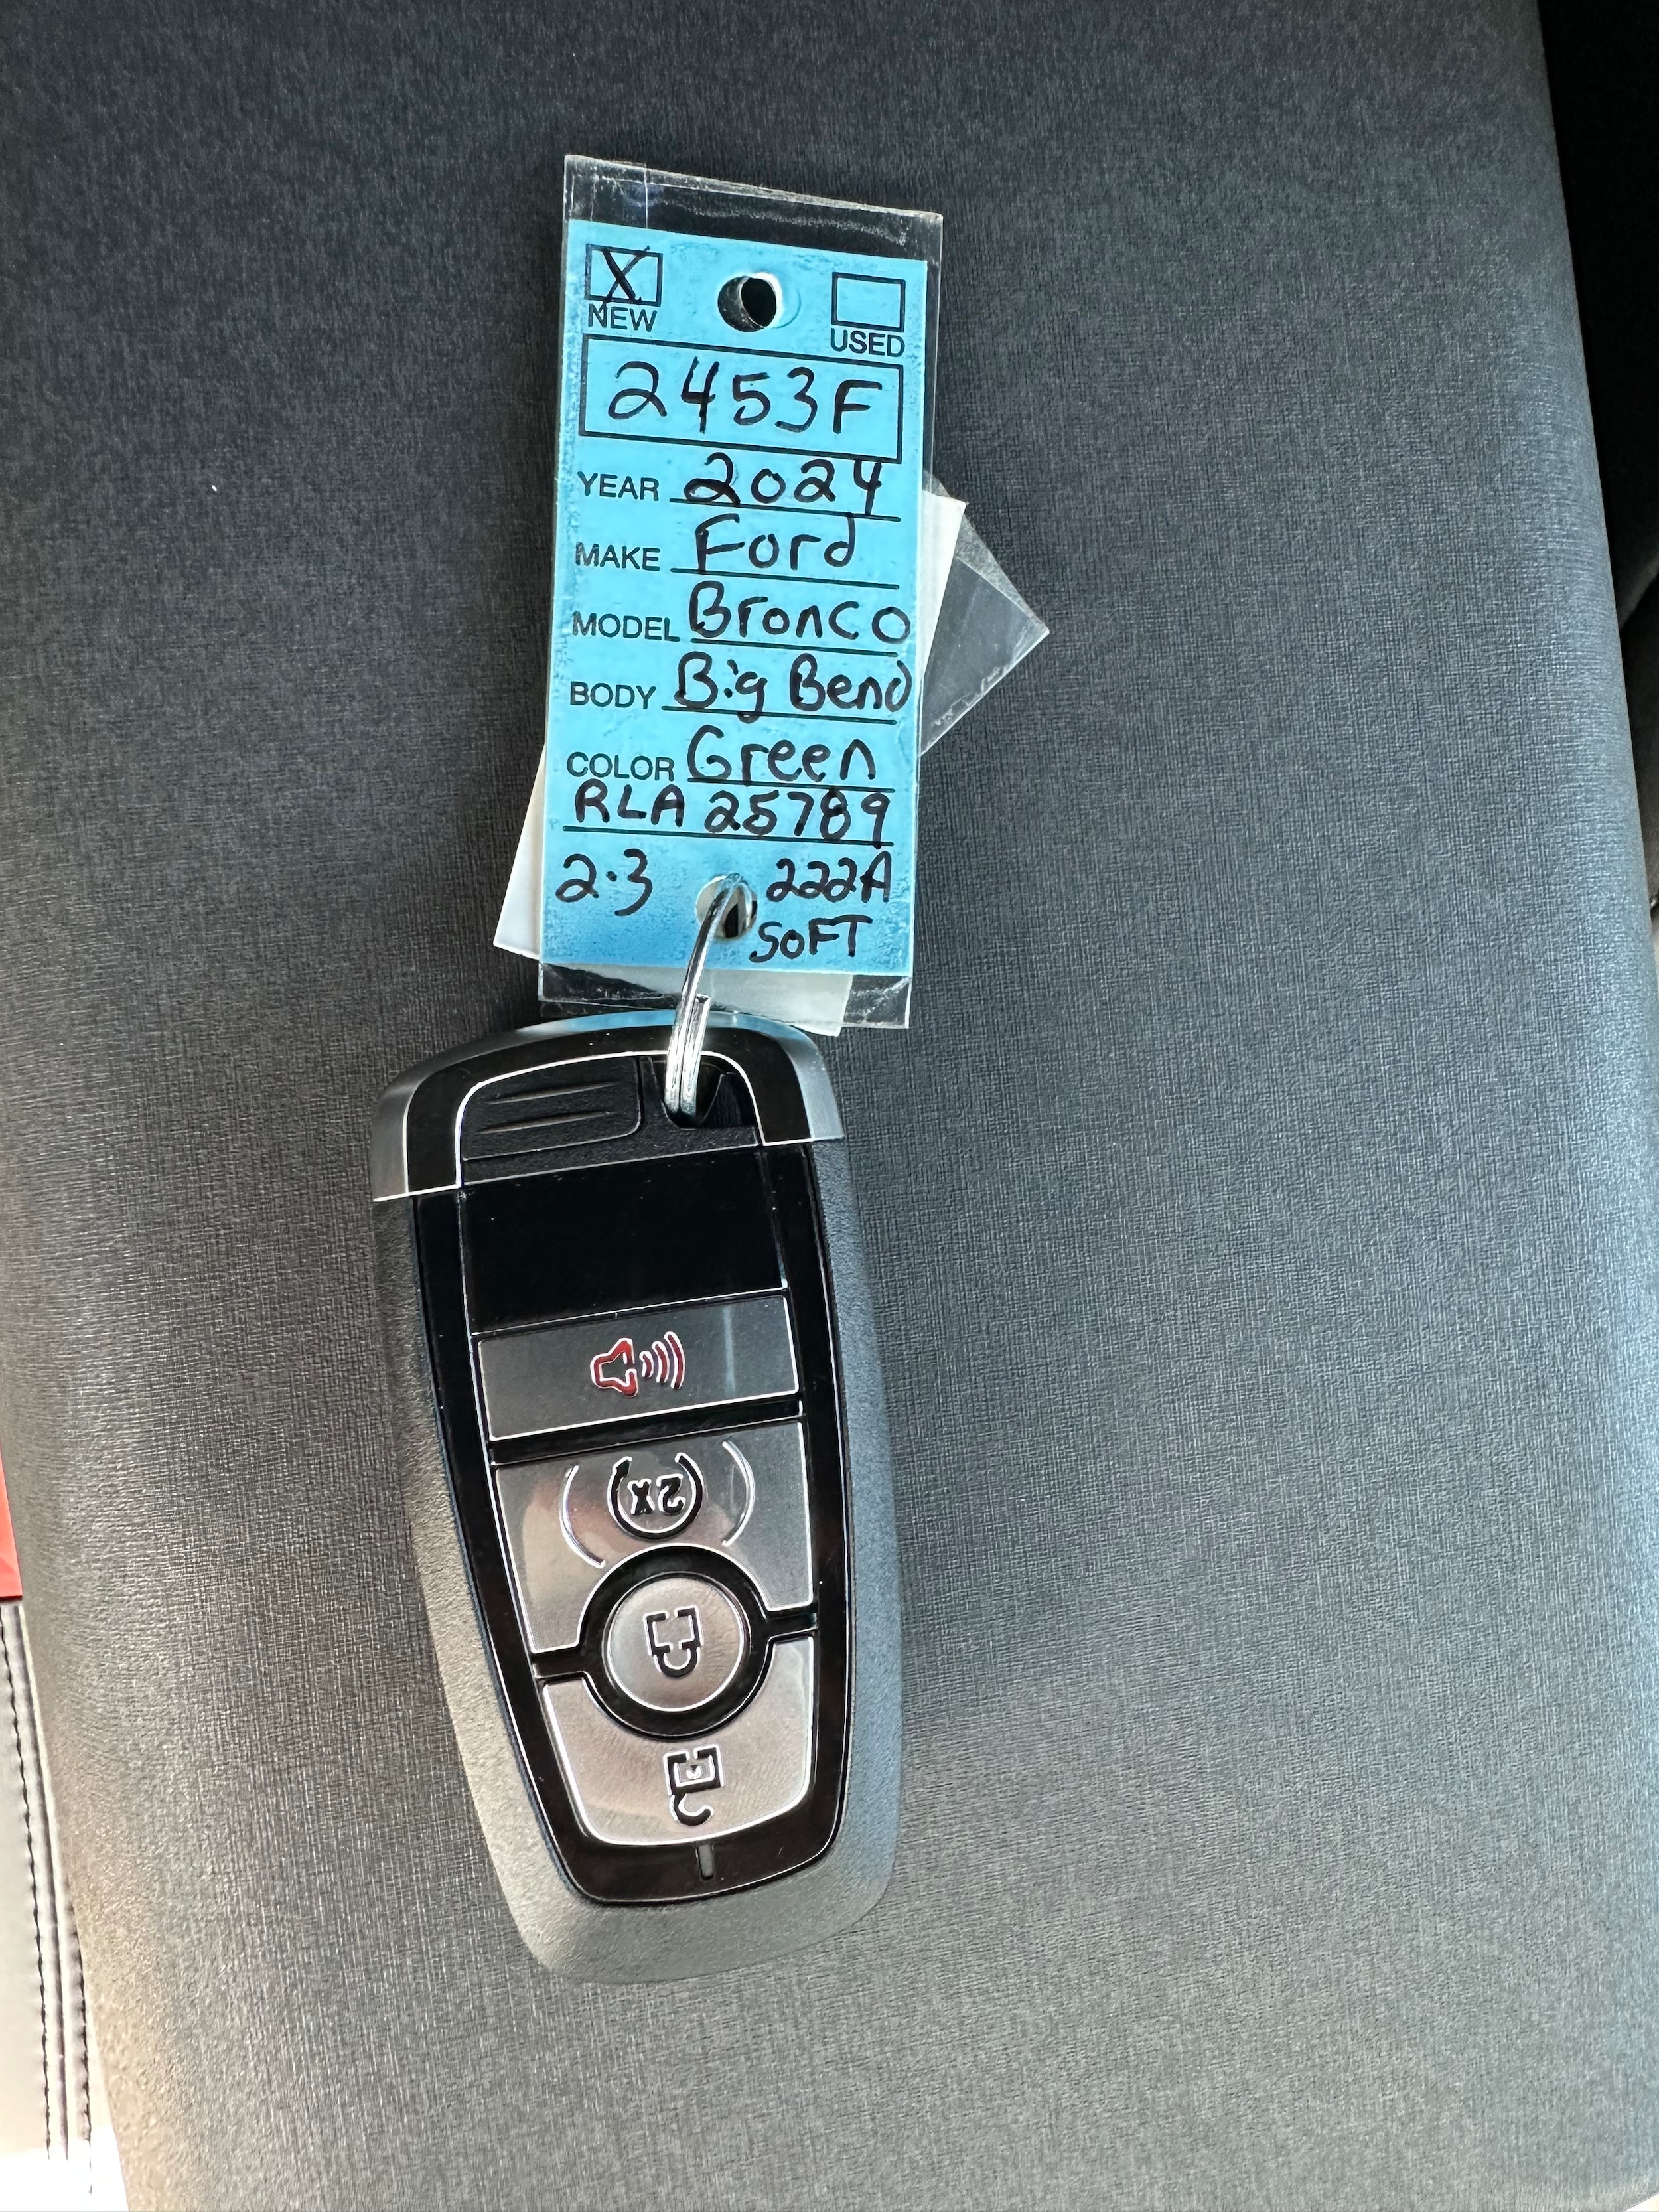 X
NEW USED
2453F
YEAR 2024
MAKE Ford
MODEL Bronco
BODY Big Bend
COLOR Green
RLA 25789
2.3 222A
SOFT
2x